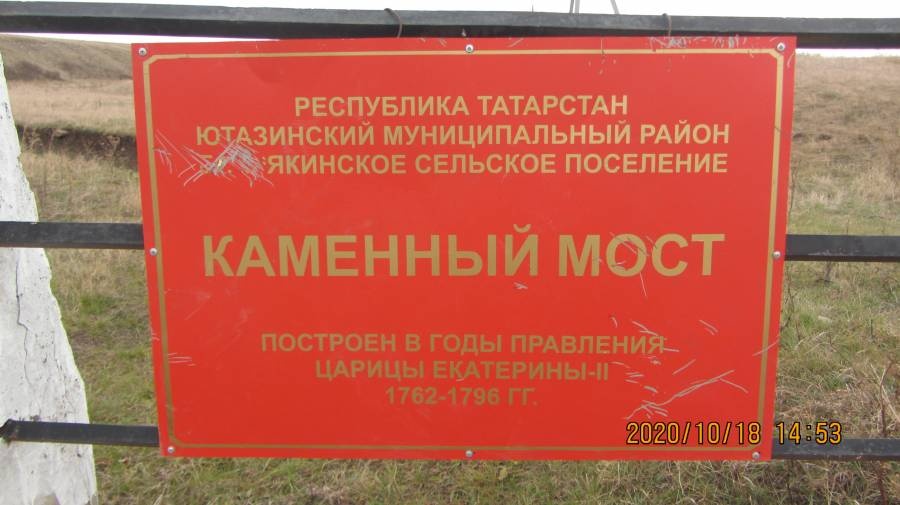 РЕСПУБЛИКА ТАТАРСТАН
ЮТАЗИНСКИЙ МУНИЦИПАЛЬНЫЙ РАЙОН
СЕЛЬСКОЕ ПОСЕЛЕНИЕ
КАМЕННЫЙ МОСТ
ПОСТРОЕН В ГОДЫ ПРАВЛЕНИЯ
ЦАРИЦЫ ЕКАТЕРИНЫ-II
1762-1796 ГГ.
2020/10/18 14:53